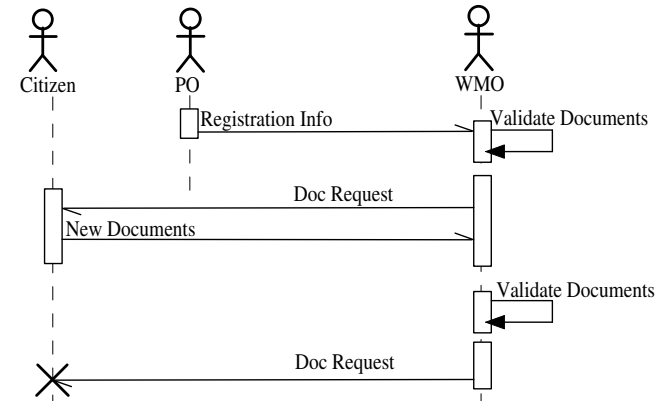 Citizen
PO
WMO
Registration Info
Validate Documents
Doc Request
New Documents
Validate Documents
Doc Request